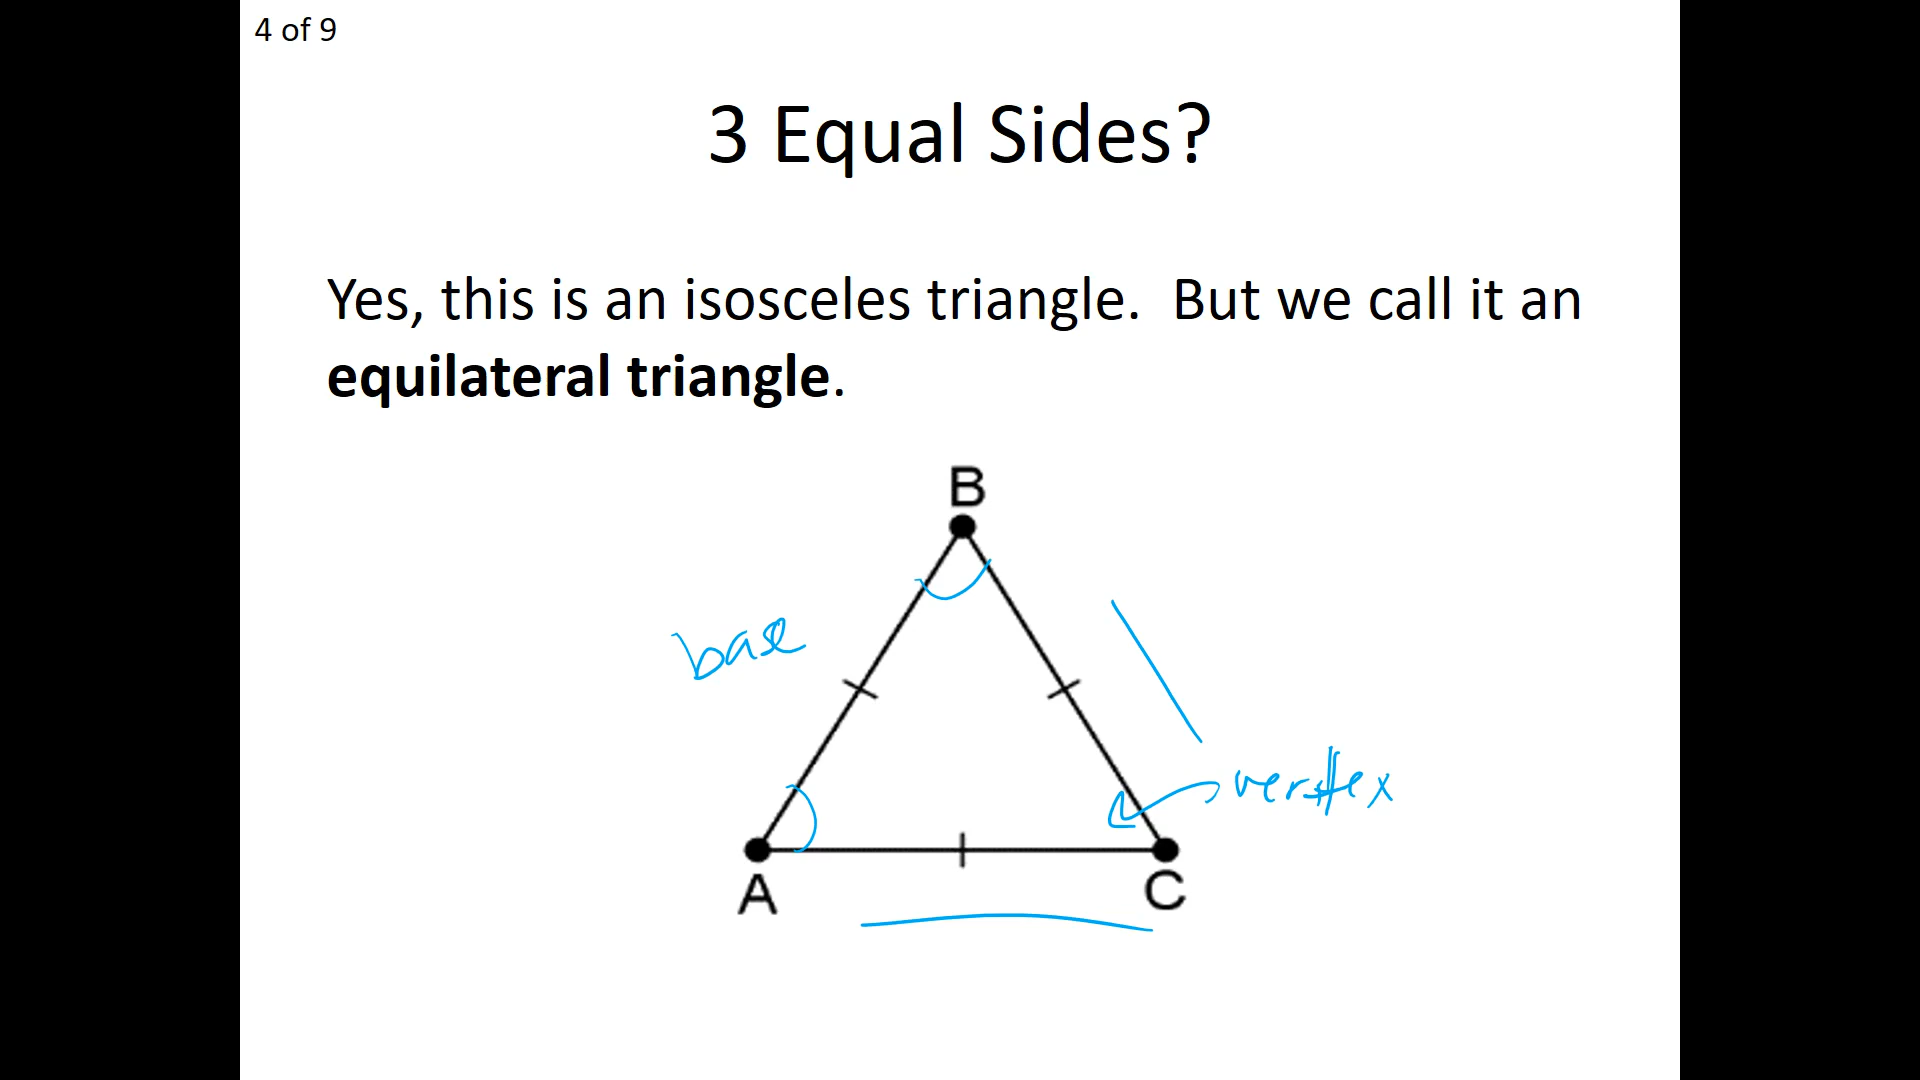 4 of 9
3 Equal Sides?
Yes, this is an isosceles triangle.  But we call it an
equilateral triangle.
B
base
vertex
A
C